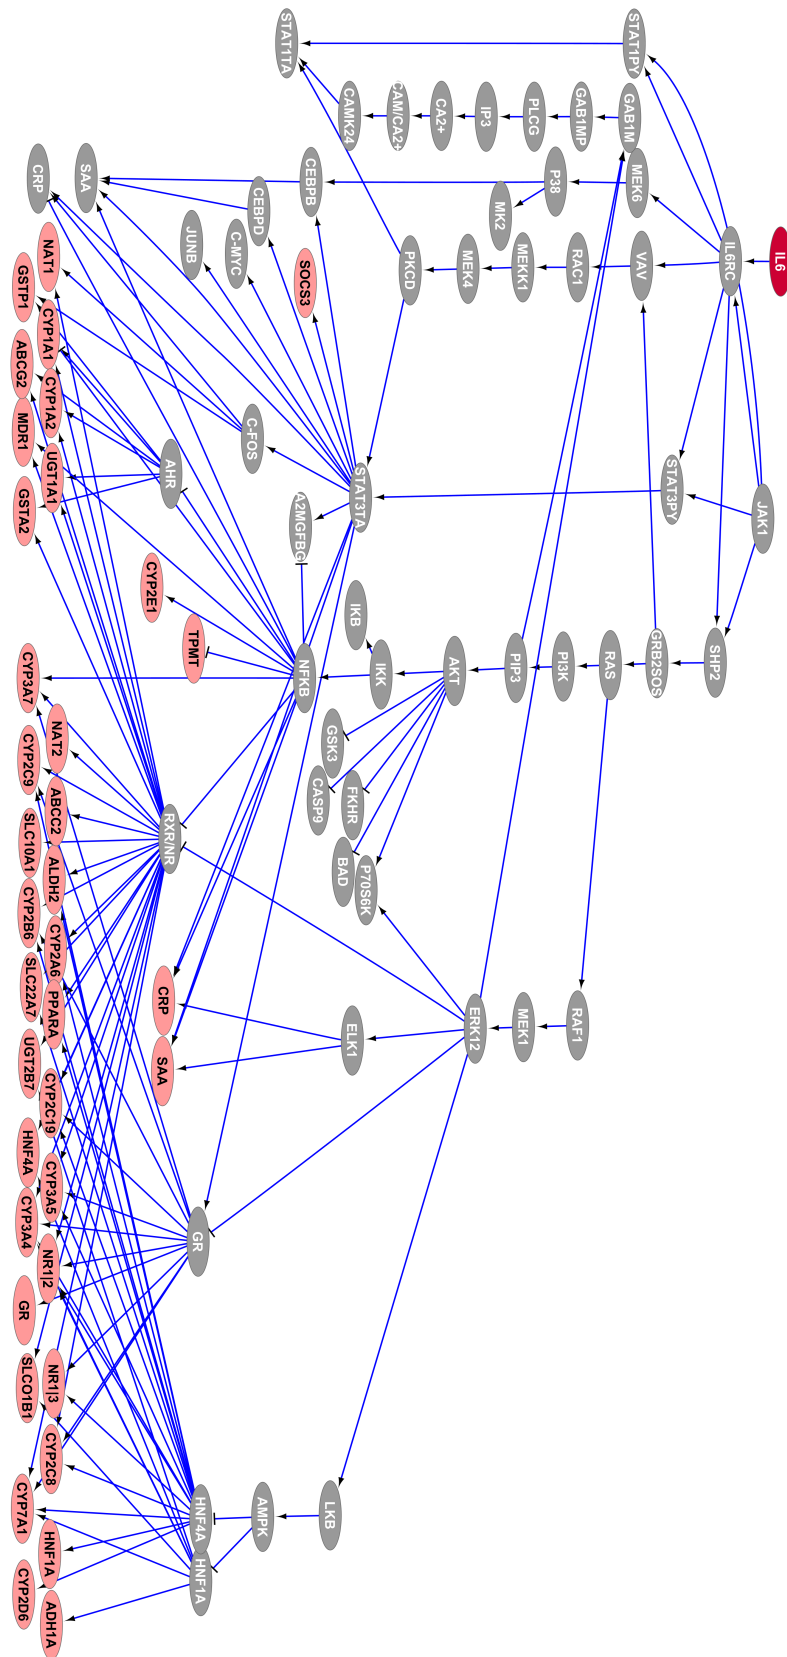 IL6
IL6RC
JAK1
SHP2
STAT3PY
STAT1PY
GAB1M
MEK6
VAV
GRB2SOS
GAB1MP
P38
RAC1
RAS
RAF1
PLCG
MK2
MEKK1
PI3K
MEK1
IP3
MEK4
PIP3
ERK12
CA2+
PKCD
AKT
CAM/CA2+
CAMK24
STAT1TA
CEBPB
STAT3TA
IKB
IKK
P70S6K
FKHR
BAD
GSK3
CASP9
ELK1
LKB
CEBPD
C-MYC
JUNB
SOCS3
C-FOS
A2MGFBG
NFKB
AMPK
AHR
CYP2E1
TPMT
RXR/NR
CRP
SAA
GR
HNF4A
HNF1A
SAA
CRP
NAT1
GSTP1
CYP1A1
ABCG2
CYP1A2
MDR1
UGT1A1
GSTA2
CYP3A7
NAT2
CYP2C9
ABCC2
SLC10A1
ALDH2
CYP2B6
CYP2A6
SLC22A7
PPARA
UGT2B7
CYP2C19
HNF4A
CYP3A5
CYP3A4
NR1|2
GR
NR1|3
SLCO1B1
CYP2C8
CYP7A1
HNF1A
CYP2D6
ADH1A